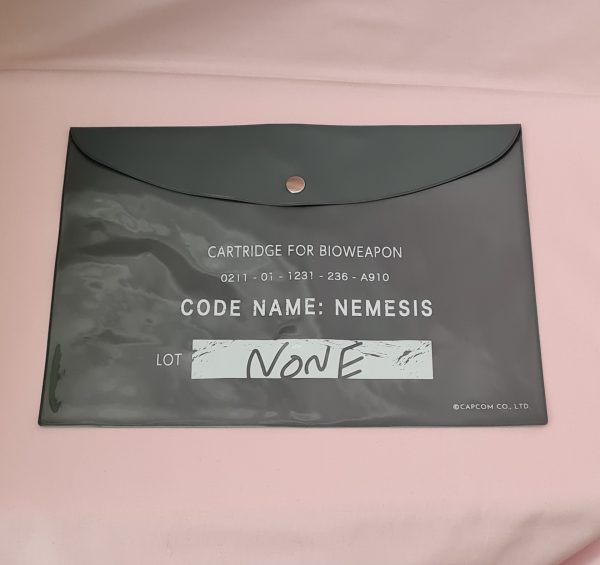 CARTRIDGE FOR BIOWEAPON
0211 - 01 - 1231 - 236 - A910
CODE NAME: NEMESIS
LOT NONE
©CAPCOM CO., LTD.